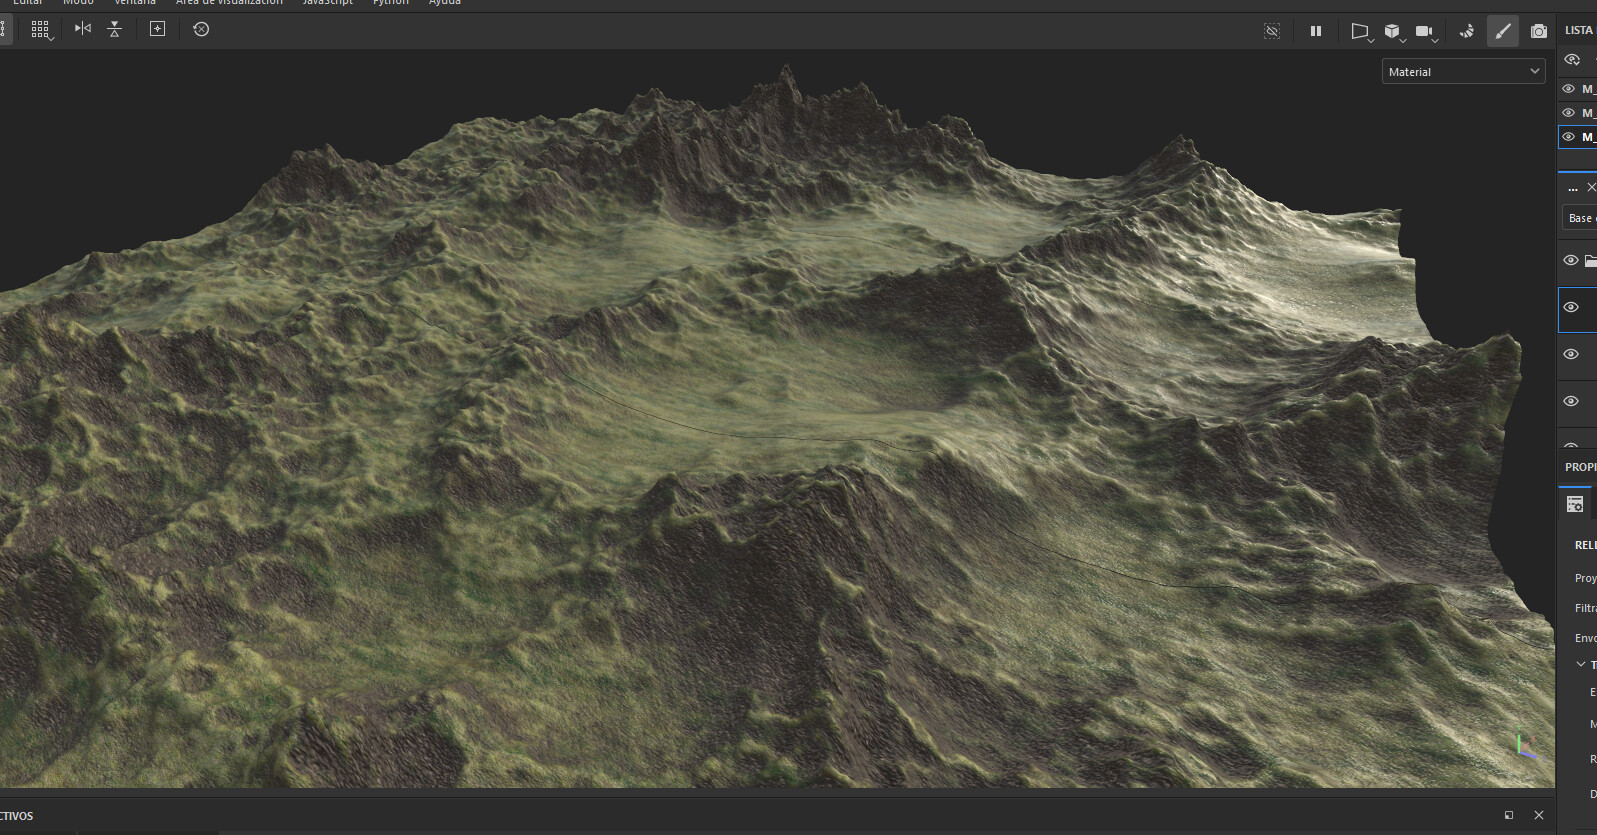 Editar Modo Ventana Área de visualización JavaScript Python Ayuda
LISTA
Material
M_
M_
M_
...
Base
PROPI
RELL
Proy
Filtra
Envo
T
E
M
R
D
CTIVOS